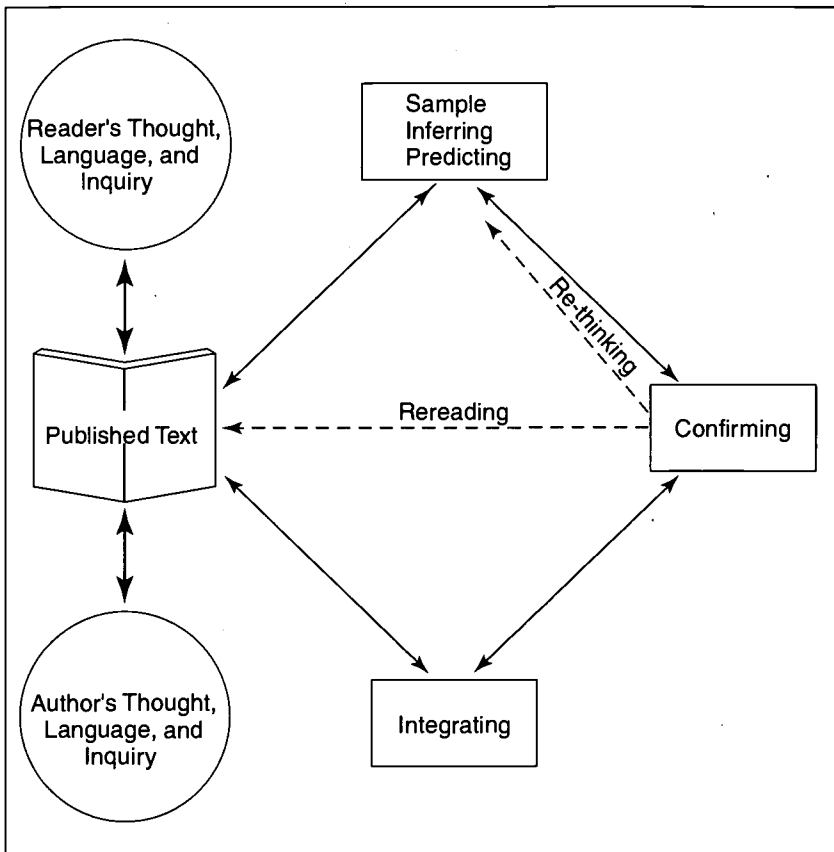 Reader's Thought,
Language, and
Inquiry
Sample
Inferring
Predicting
Re-thinking
Published Text
Rereading
Confirming
Author's Thought,
Language, and
Inquiry
Integrating